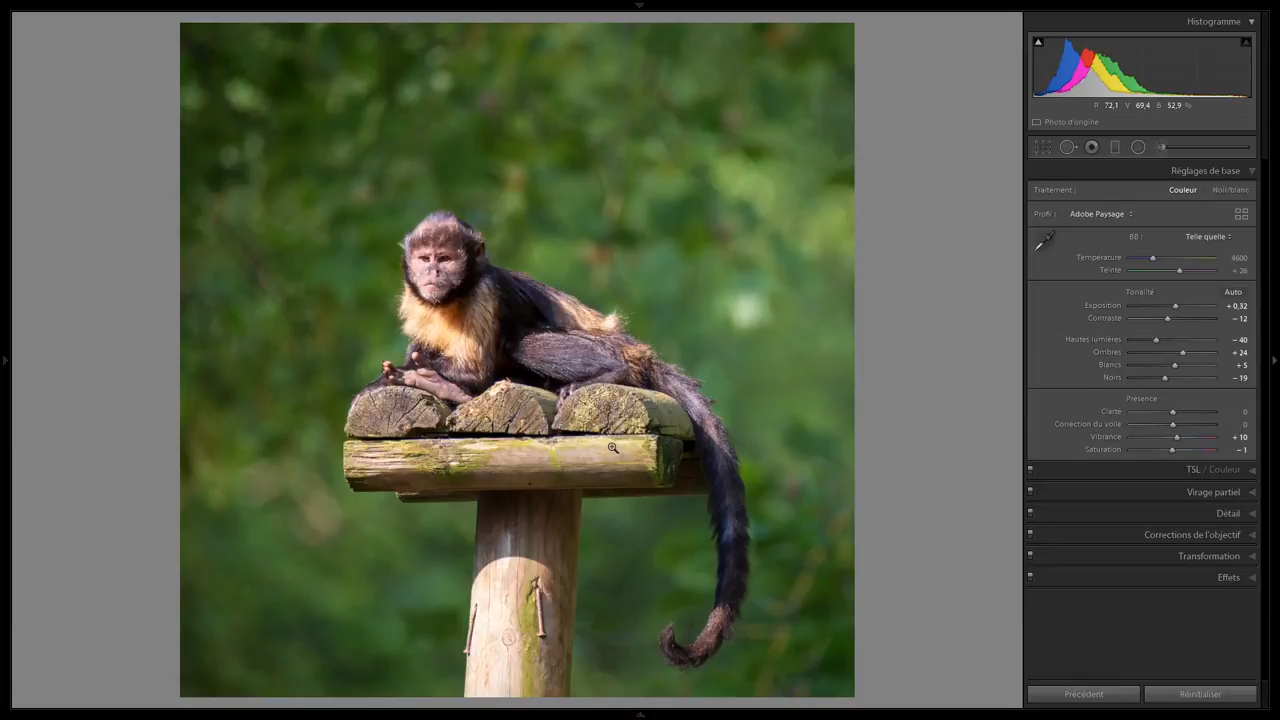 Histogramme
R 72,1 V 69,4 B 52,9 %
Photo d'origine
Réglages de base
Traitement : Couleur Noir/blanc
Profil : Adobe Paysage
BB : Telle quelle
Température 4600
Teinte + 26
Tonalité Auto
Exposition + 0,32
Contraste − 12
Hautes lumières − 40
Ombres + 24
Blancs + 5
Noirs − 19
Présence
Clarté 0
Correction du voile 0
Vibrance + 10
Saturation − 1
TSL / Couleur
Virage partiel
Détail
Corrections de l'objectif
Transformation
Effets
Précédent Réinitialiser